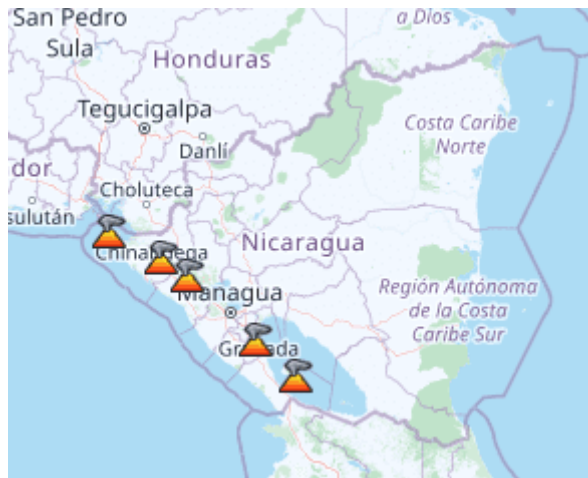 San Pedro
Sula
a Dios
Honduras
Tegucigalpa
Costa Caribe
Norte
Danlí
dor
Choluteca
sulután
Nicaragua
Managua
Región Autónoma
de la Costa
Caribe Sur